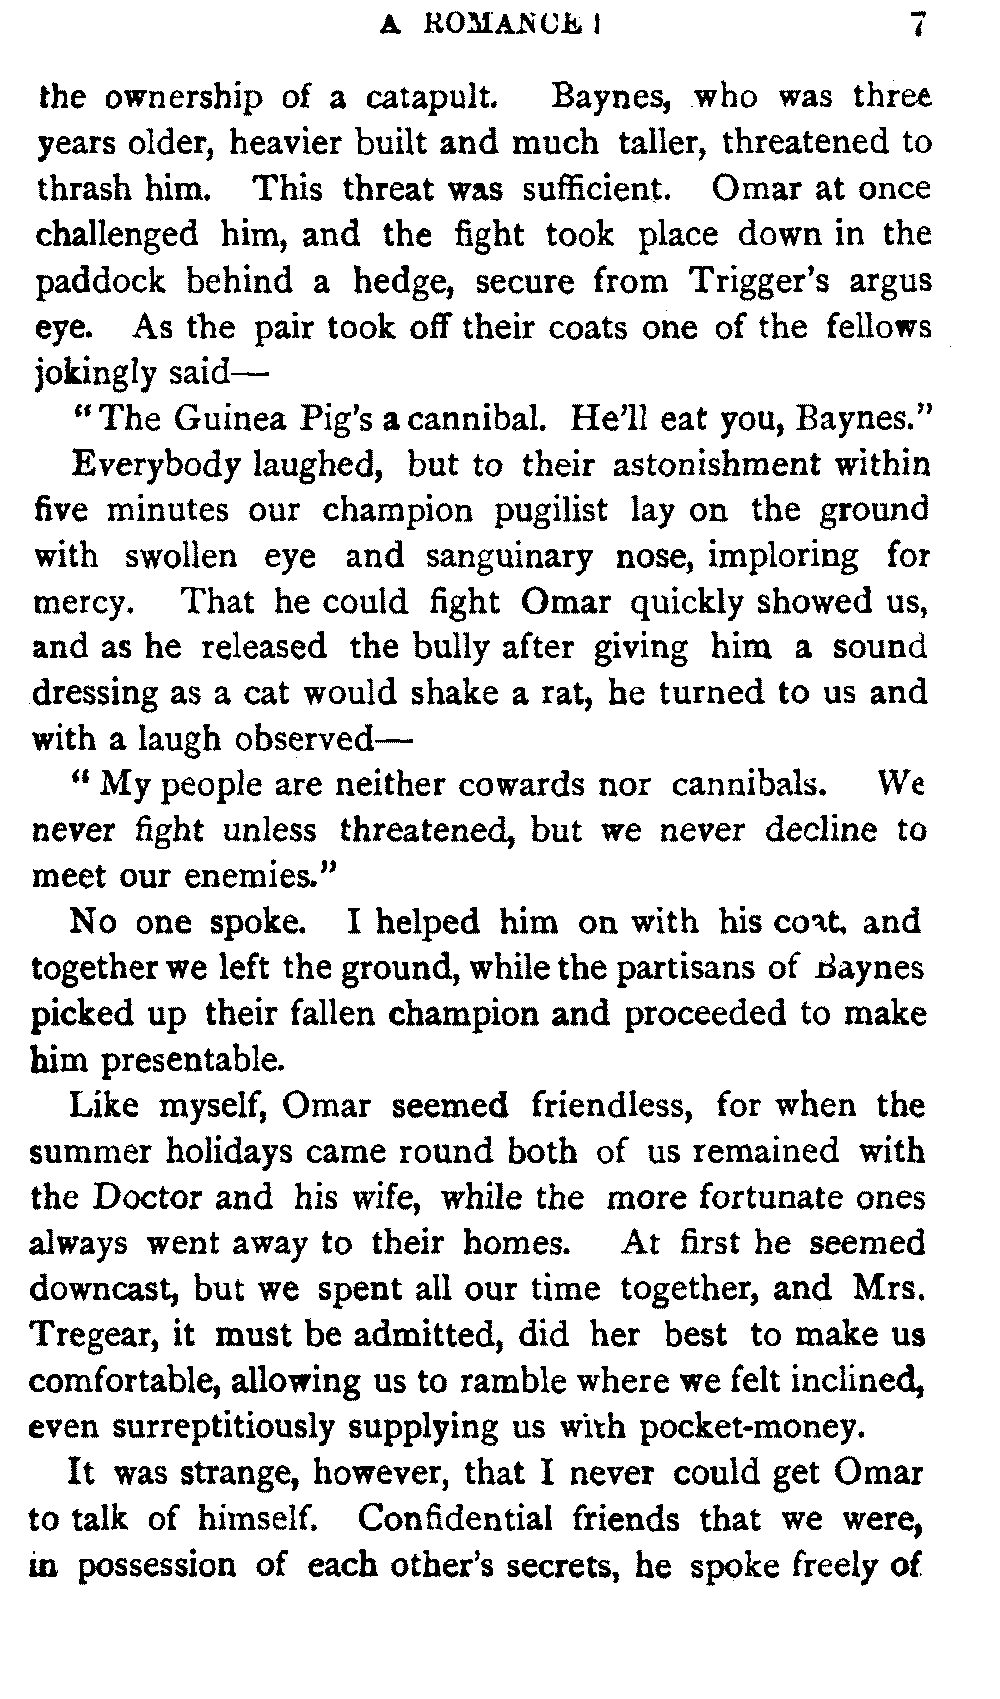 A ROMANCE! 7
the ownership of a catapult. Baynes, who was three
years older, heavier built and much taller, threatened to
thrash him. This threat was sufficient. Omar at once
challenged him, and the fight took place down in the
paddock behind a hedge, secure from Trigger's argus
eye. As the pair took off their coats one of the fellows
jokingly said—
"The Guinea Pig's a cannibal. He'll eat you, Baynes."
Everybody laughed, but to their astonishment within
five minutes our champion pugilist lay on the ground
with swollen eye and sanguinary nose, imploring for
mercy. That he could fight Omar quickly showed us,
and as he released the bully after giving him a sound
dressing as a cat would shake a rat, he turned to us and
with a laugh observed—
"My people are neither cowards nor cannibals. We
never fight unless threatened, but we never decline to
meet our enemies."
No one spoke. I helped him on with his coat, and
together we left the ground, while the partisans of Baynes
picked up their fallen champion and proceeded to make
him presentable.
Like myself, Omar seemed friendless, for when the
summer holidays came round both of us remained with
the Doctor and his wife, while the more fortunate ones
always went away to their homes. At first he seemed
downcast, but we spent all our time together, and Mrs.
Tregear, it must be admitted, did her best to make us
comfortable, allowing us to ramble where we felt inclined,
even surreptitiously supplying us with pocket-money.
It was strange, however, that I never could get Omar
to talk of himself. Confidential friends that we were,
in possession of each other's secrets, he spoke freely of